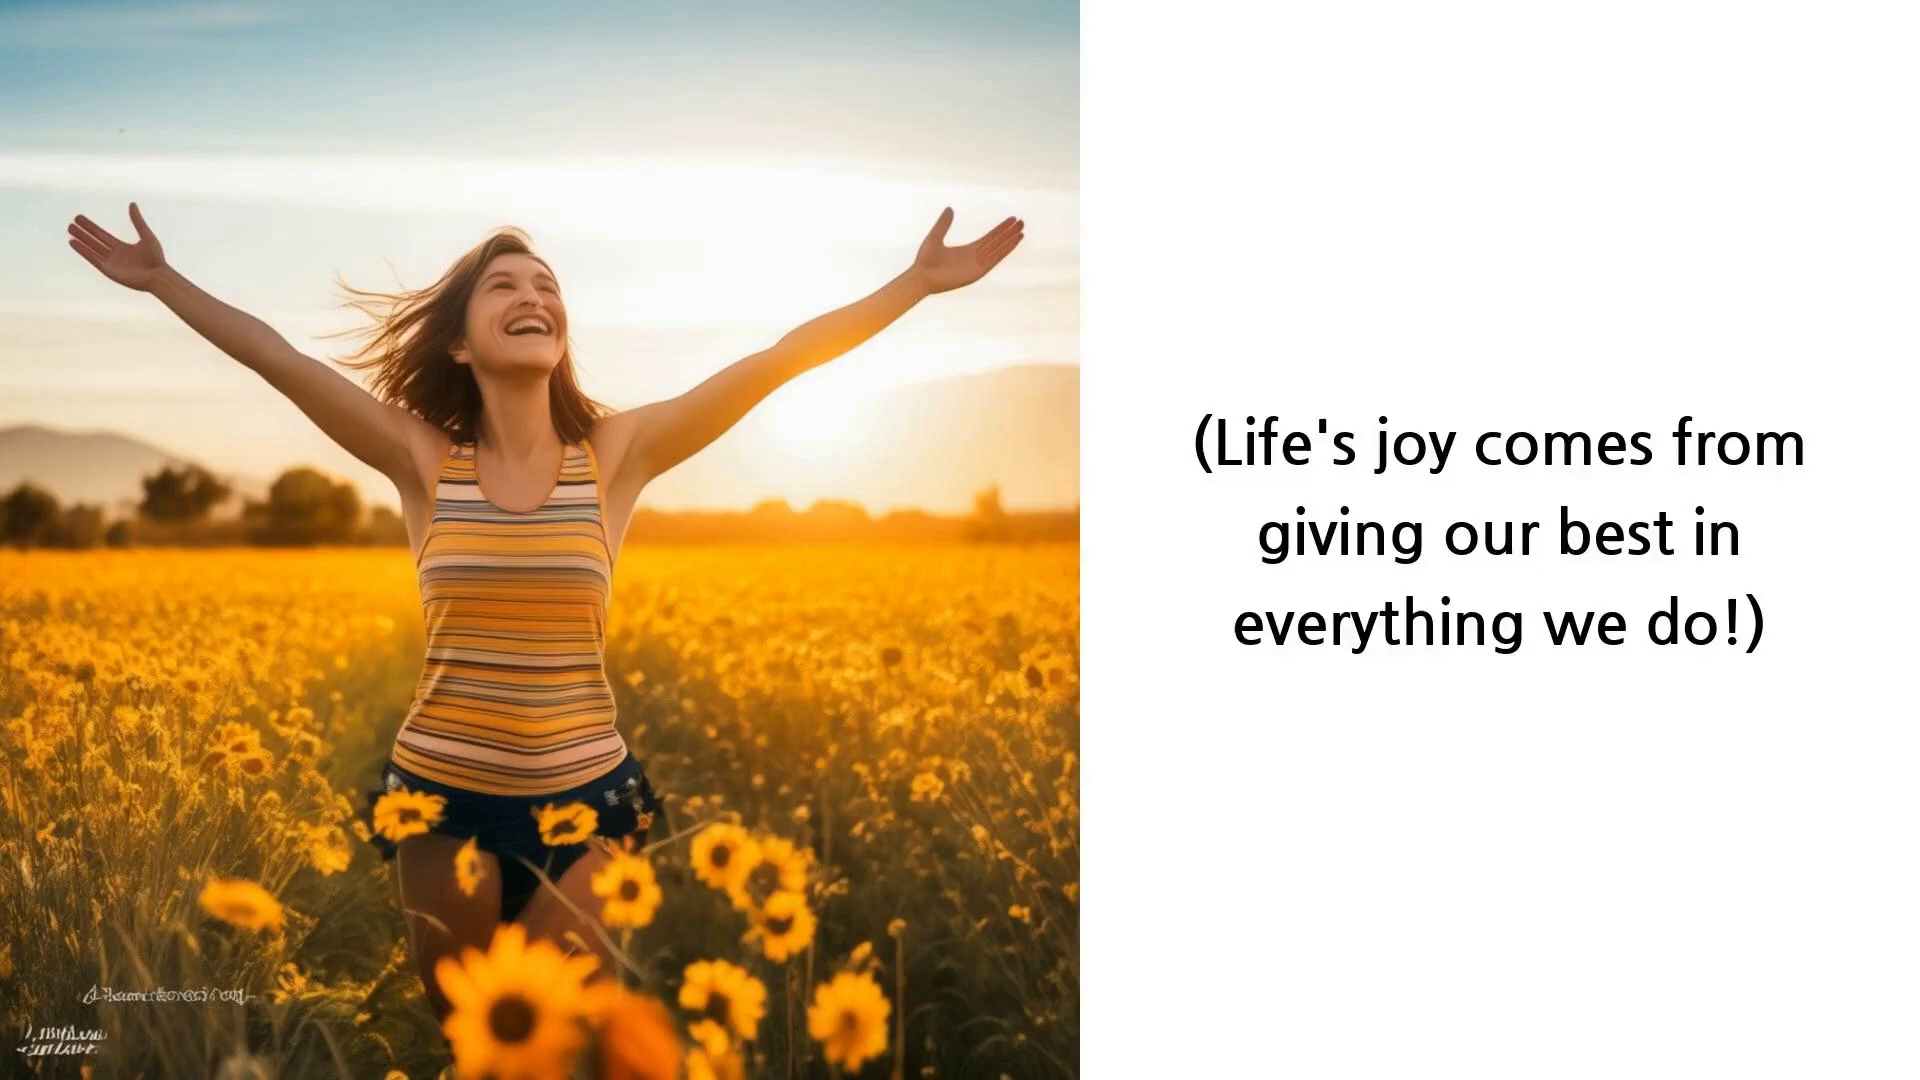 (Life's joy comes from
giving our best in
everything we do!)